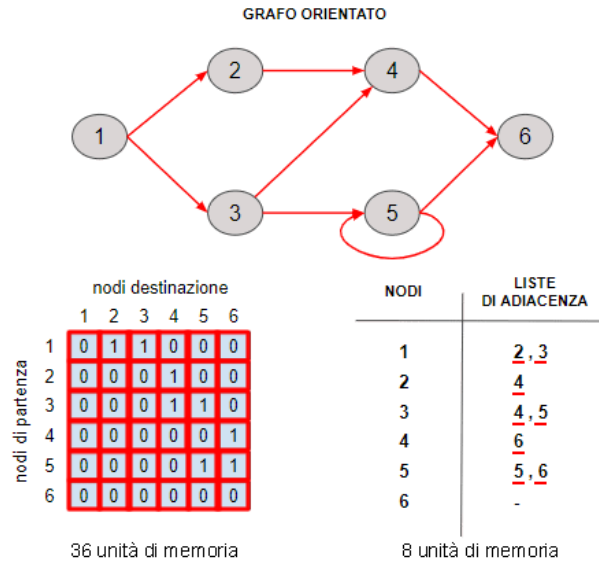 GRAFO ORIENTATO
2
4
1
6
3
5
nodi destinazione
1 2 3 4 5 6
nodi di partenza
1 0 1 1 0 0 0
2 0 0 0 1 0 0
3 0 0 0 1 1 0
4 0 0 0 0 0 1
5 0 0 0 0 1 1
6 0 0 0 0 0 0
36 unità di memoria
NODI
LISTE
DI ADIACENZA
1 2 , 3
2 4
3 4 , 5
4 6
5 5 , 6
6 -
8 unità di memoria